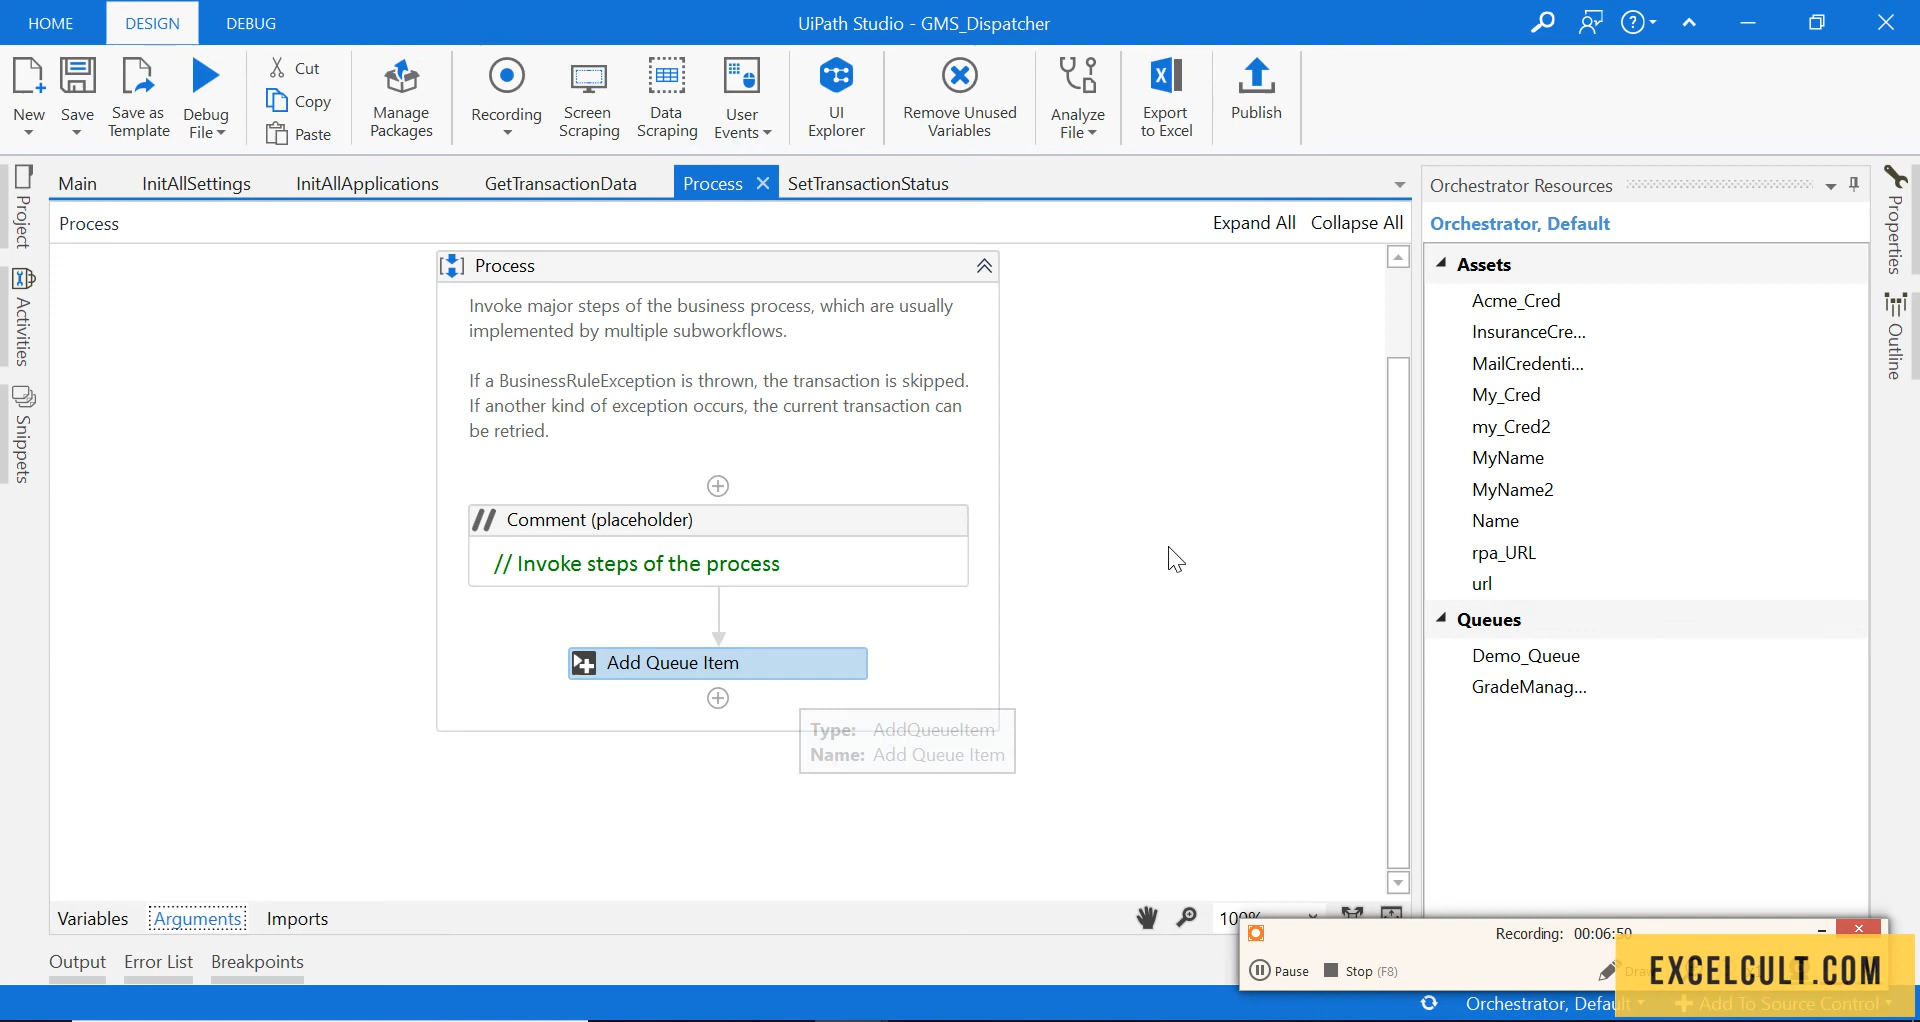 HOME
DESIGN
DEBUG
UiPath Studio - GMS_Dispatcher
New
Save
Save as
Template
Debug
File
Cut
Copy
Paste
Manage
Packages
Recording
Screen
Scraping
Data
Scraping
User
Events
UI
Explorer
Remove Unused
Variables
Analyze
File
Export
to Excel
Publish
Project
Activities
Snippets
Main
InitAllSettings
InitAllApplications
GetTransactionData
Process
SetTransactionStatus
Process
Expand All
Collapse All
Process
Invoke major steps of the business process, which are usually
implemented by multiple subworkflows.
If a BusinessRuleException is thrown, the transaction is skipped.
If another kind of exception occurs, the current transaction can
be retried.
// Comment (placeholder)
// Invoke steps of the process
Add Queue Item
Type: AddQueueItem
Name: Add Queue Item
Orchestrator Resources
Orchestrator, Default
Assets
Acme_Cred
InsuranceCre...
MailCredenti...
My_Cred
my_Cred2
MyName
MyName2
Name
rpa_URL
url
Queues
Demo_Queue
GradeManag...
Properties
Outline
Variables
Arguments
Imports
100%
Output
Error List
Breakpoints
Recording: 00:06:50
Pause
Stop (F8)
Draw
EXCELCULT.COM
Orchestrator, Default
Add To Source Control